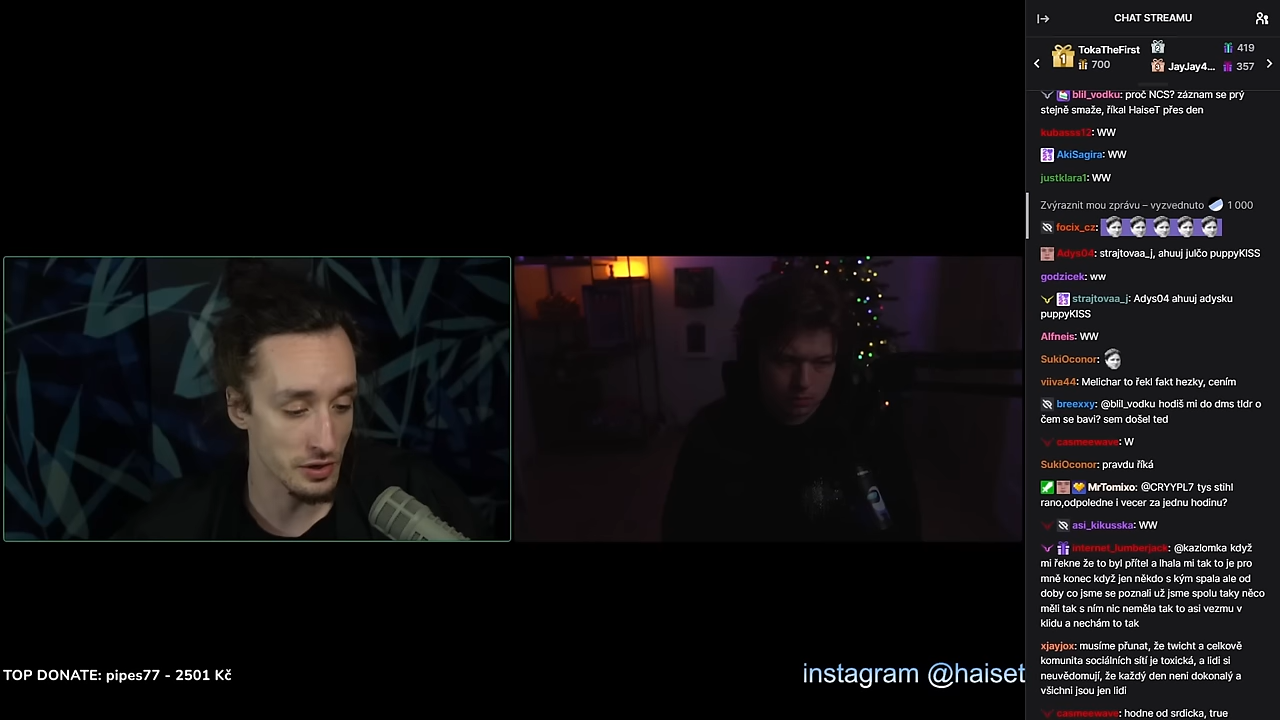 CHAT STREAMU
TokaTheFirst
700
419
JayJay4...
357
blil_vodku: proč NCS? záznam se prý
stejně smaže, říkal HaiseT přes den
kubasss12: WW
AkiSagira: WW
justklara1: WW
Zvýraznit mou zprávu – vyzvednuto 1 000
focix_cz:
Adys04: strajtovaa_j, ahuuj julčo puppyKISS
godzicek: ww
strajtovaa_j: Adys04 ahuuj adysku
puppyKISS
Alfneis: WW
SukiOconor:
viiva44: Melichar to řekl fakt hezky, cením
breexxy: @blil_vodku hodiš mi do dms tldr o
čem se baví? sem došel ted
casmeewave: W
SukiOconor: pravdu říká
MrTomixo: @CRYYPL7 tys stihl
rano,odpoledne i vecer za jednu hodinu?
asi_kikusska: WW
internet_lumberjack: @kazlomka když
mi řekne že to byl přítel a lhala mi tak to je pro
mně konec když jen někdo s kým spala ale od
doby co jsme se poznali už jsme spolu taky něco
měli tak s ním nic neměla tak to asi vezmu v
klidu a nechám to tak
xjayjox: musíme přunat, že twicht a celkově
komunita sociálních sítí je toxická, a lidi si
neuvědomují, že každý den neni dokonalý a
všichni jsou jen lidi
casmeewave: hodne od srdicka, true
TOP DONATE: pipes77 - 2501 Kč
instagram @haiset